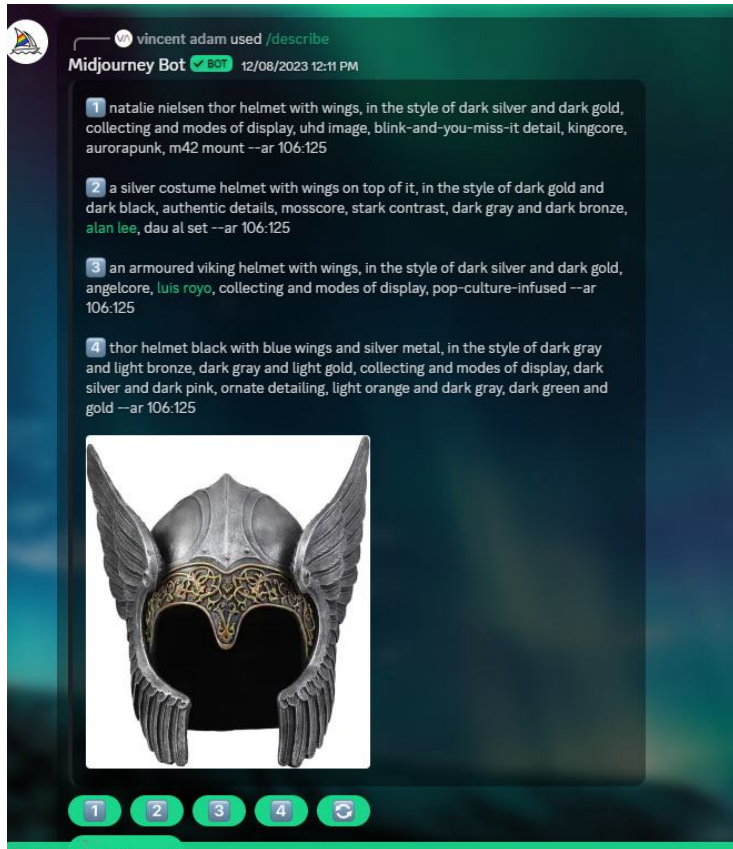 vincent adam used /describe
Midjourney Bot ✓ BOT 12/08/2023 12:11 PM
1 natalie nielsen thor helmet with wings, in the style of dark silver and dark gold,
collecting and modes of display, uhd image, blink-and-you-miss-it detail, kingcore,
aurorapunk, m42 mount --ar 106:125
2 a silver costume helmet with wings on top of it, in the style of dark gold and
dark black, authentic details, mosscore, stark contrast, dark gray and dark bronze,
alan lee, dau al set --ar 106:125
3 an armoured viking helmet with wings, in the style of dark silver and dark gold,
angelcore, luis royo, collecting and modes of display, pop-culture-infused --ar
106:125
4 thor helmet black with blue wings and silver metal, in the style of dark gray
and light bronze, dark gray and light gold, collecting and modes of display, dark
silver and dark pink, ornate detailing, light orange and dark gray, dark green and
gold --ar 106:125
1 2 3 4